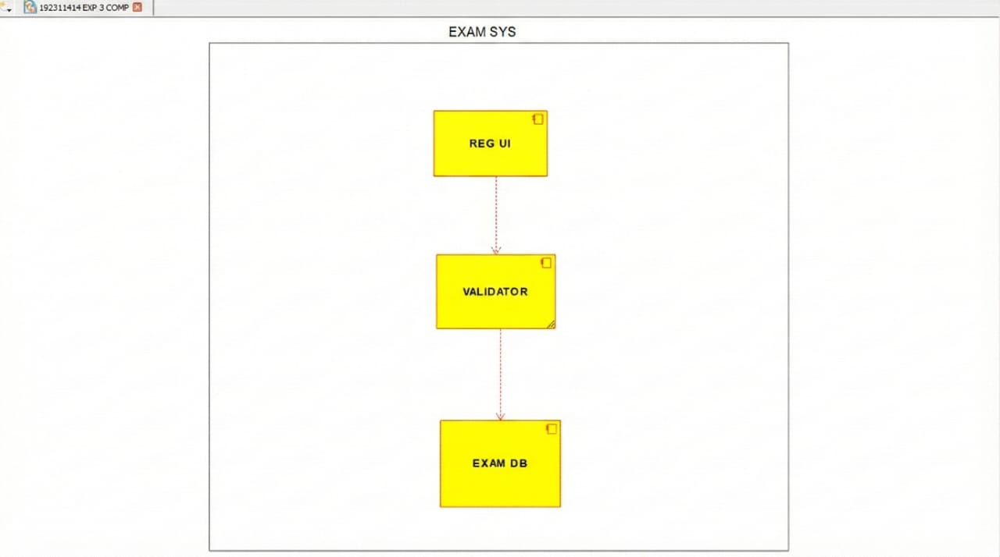 192311414 EXP 3 COMP
EXAM SYS
REG UI
VALIDATOR
EXAM DB